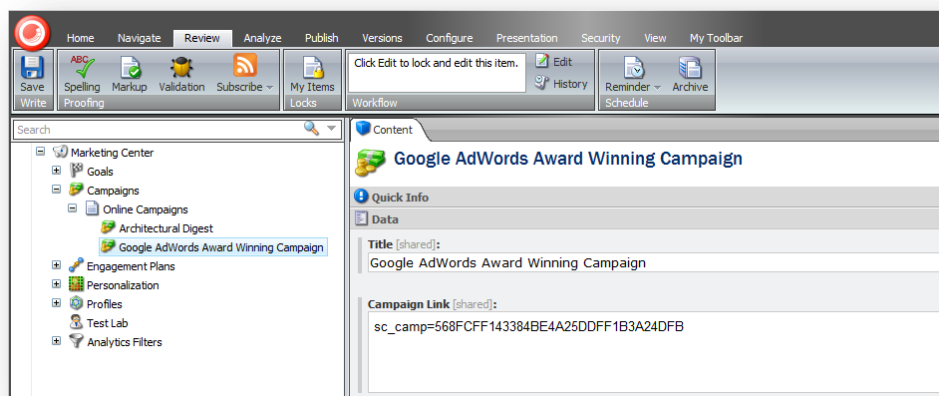 Home Navigate Review Analyze Publish Versions Configure Presentation Security View My Toolbar
ABC
Save Spelling Markup Validation Subscribe My Items Click Edit to lock and edit this item. Edit History Reminder Archive
Write Proofing Locks Workflow Schedule
Search
Content
Marketing Center
Goals
Campaigns
Online Campaigns
Architectural Digest
Google AdWords Award Winning Campaign
Engagement Plans
Personalization
Profiles
Test Lab
Analytics Filters
Google AdWords Award Winning Campaign
Quick Info
Data
Title [shared]:
Google AdWords Award Winning Campaign
Campaign Link [shared]:
sc_camp=568FCFF143384BE4A25DDFF1B3A24DFB